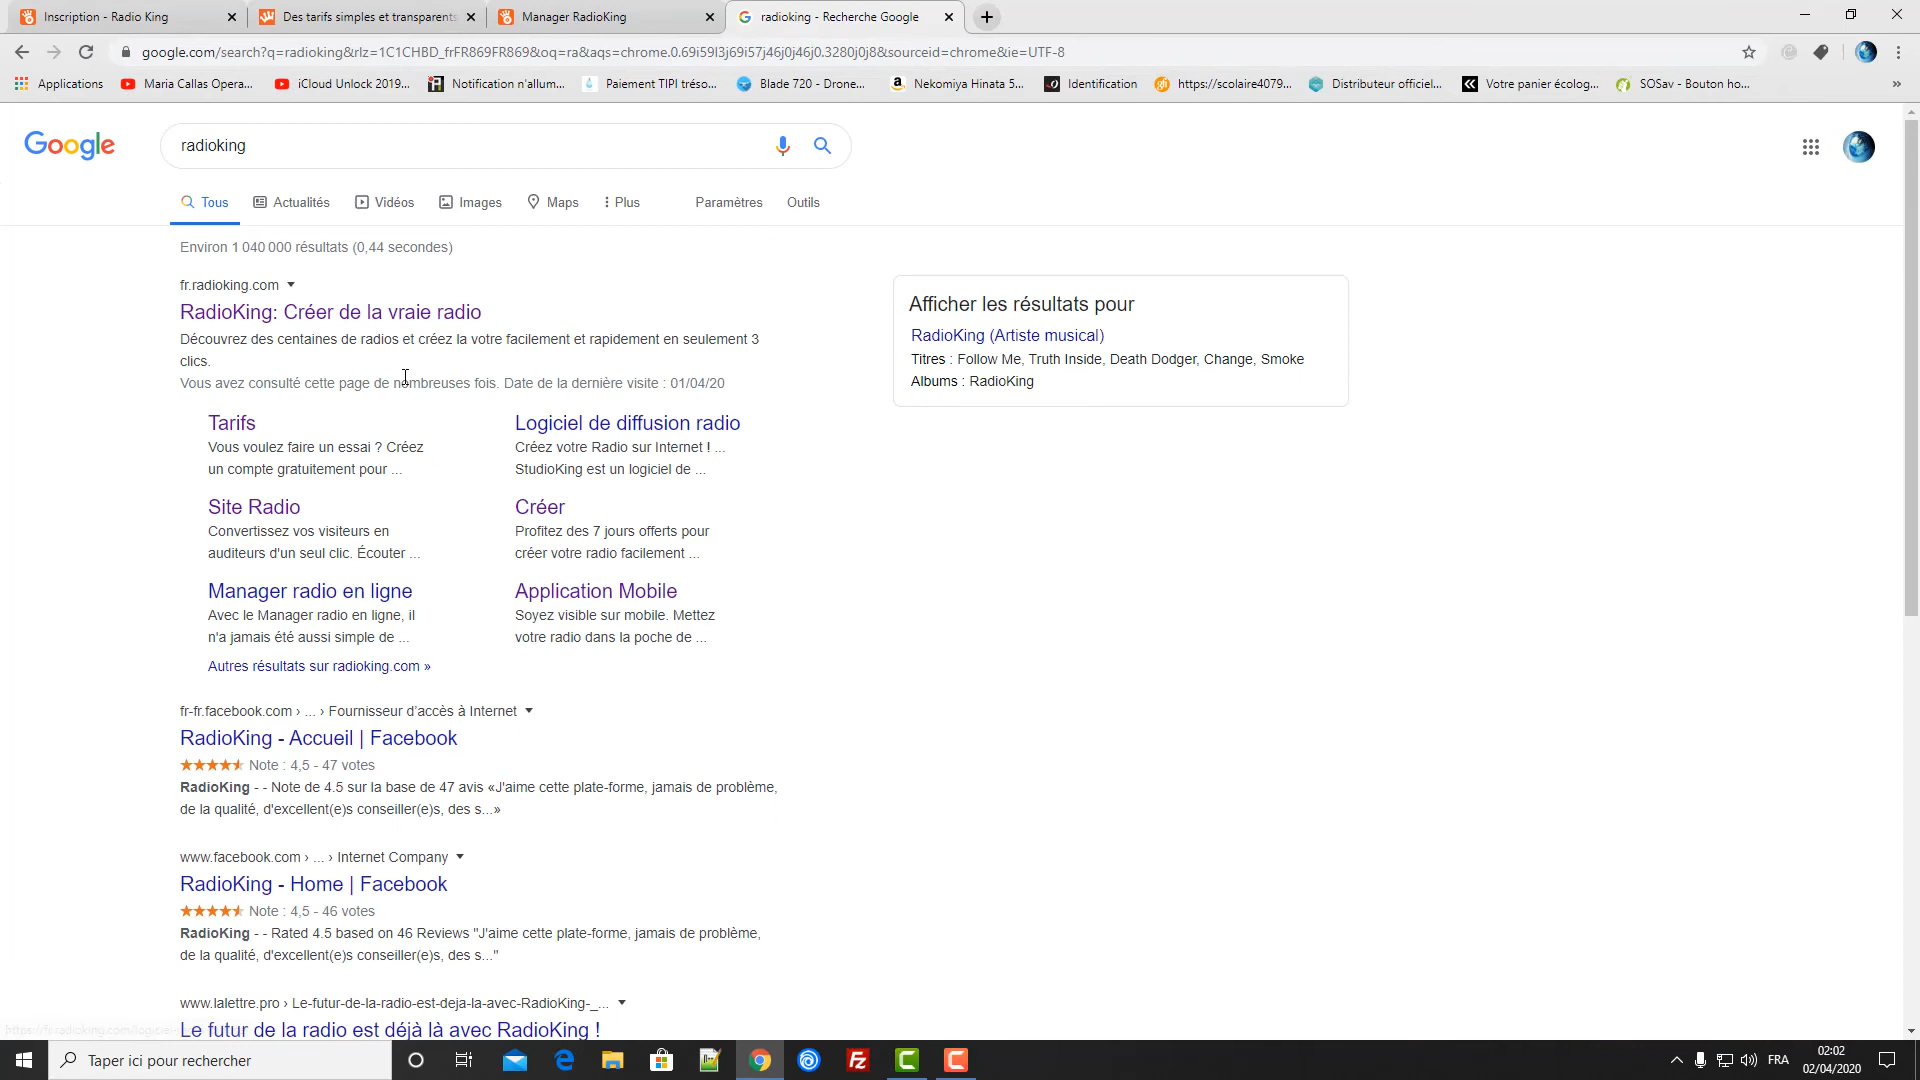 Inscription - Radio King
Des tarifs simples et transparents
Manager RadioKing
radioking - Recherche Google
google.com/search?q=radioking&rlz=1C1CHBD_frFR869FR869&oq=ra&aqs=chrome.0.69i59l3j69i57j46j0j46j0.3280j0j8&sourceid=chrome&ie=UTF-8
Applications
Maria Callas Opera...
iCloud Unlock 2019...
Notification n'allum...
Paiement TIPI tréso...
Blade 720 - Drone...
Nekomiya Hinata 5...
Identification
https://scolaire4079...
Distributeur officiel...
Votre panier écolog...
SOSav - Bouton ho...
»
Google
radioking
Tous
Actualités
Vidéos
Images
Maps
Plus
Paramètres
Outils
Environ 1 040 000 résultats (0,44 secondes)
fr.radioking.com
RadioKing: Créer de la vraie radio
Découvrez des centaines de radios et créez la votre facilement et rapidement en seulement 3
clics.
Vous avez consulté cette page de nombreuses fois. Date de la dernière visite : 01/04/20
Tarifs
Vous voulez faire un essai ? Créez
un compte gratuitement pour ...
Logiciel de diffusion radio
Créez votre Radio sur Internet ! ...
StudioKing est un logiciel de ...
Site Radio
Convertissez vos visiteurs en
auditeurs d'un seul clic. Écouter ...
Créer
Profitez des 7 jours offerts pour
créer votre radio facilement ...
Manager radio en ligne
Avec le Manager radio en ligne, il
n'a jamais été aussi simple de ...
Application Mobile
Soyez visible sur mobile. Mettez
votre radio dans la poche de ...
Autres résultats sur radioking.com »
Afficher les résultats pour
RadioKing (Artiste musical)
Titres : Follow Me, Truth Inside, Death Dodger, Change, Smoke
Albums : RadioKing
fr-fr.facebook.com › ... › Fournisseur d'accès à Internet
RadioKing - Accueil | Facebook
Note : 4,5 - 47 votes
RadioKing - - Note de 4.5 sur la base de 47 avis «J'aime cette plate-forme, jamais de problème,
de la qualité, d'excellent(e)s conseiller(e)s, des s...»
www.facebook.com › ... › Internet Company
RadioKing - Home | Facebook
Note : 4,5 - 46 votes
RadioKing - - Rated 4.5 based on 46 Reviews "J'aime cette plate-forme, jamais de problème,
de la qualité, d'excellent(e)s conseiller(e)s, des s..."
www.lalettre.pro › Le-futur-de-la-radio-est-deja-la-avec-RadioKing-_...
Le futur de la radio est déjà là avec RadioKing !
Taper ici pour rechercher
FRA
02:02
02/04/2020